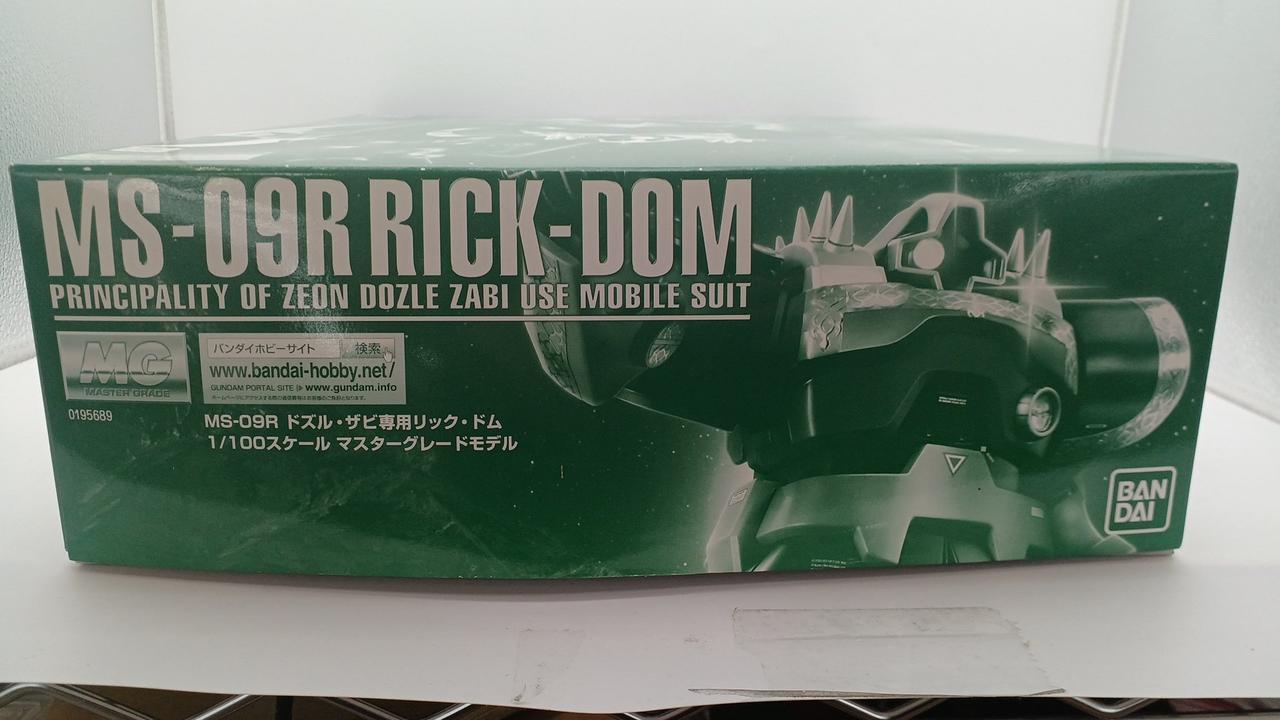 MS-09R RICK-DOM
PRINCIPALITY OF ZEON DOZLE ZABI USE MOBILE SUIT
MG
MASTER GRADE
バンダイホビーサイト 検索
www.bandai-hobby.net/
GUNDAM PORTAL SITE www.gundam.info
0195689
MS-09R ドズル・ザビ専用リック・ドム
1/100スケール マスターグレードモデル
BAN
DAI